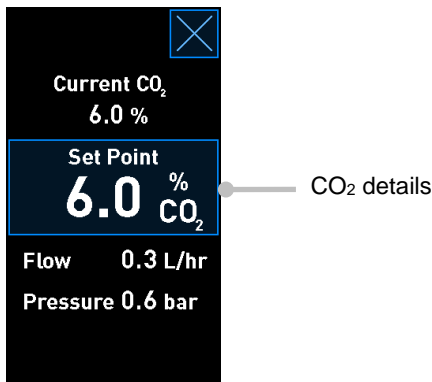 Current CO₂
6.0 %
Set Point
6.0 % CO₂
CO₂ details
Flow 0.3 L/hr
Pressure 0.6 bar